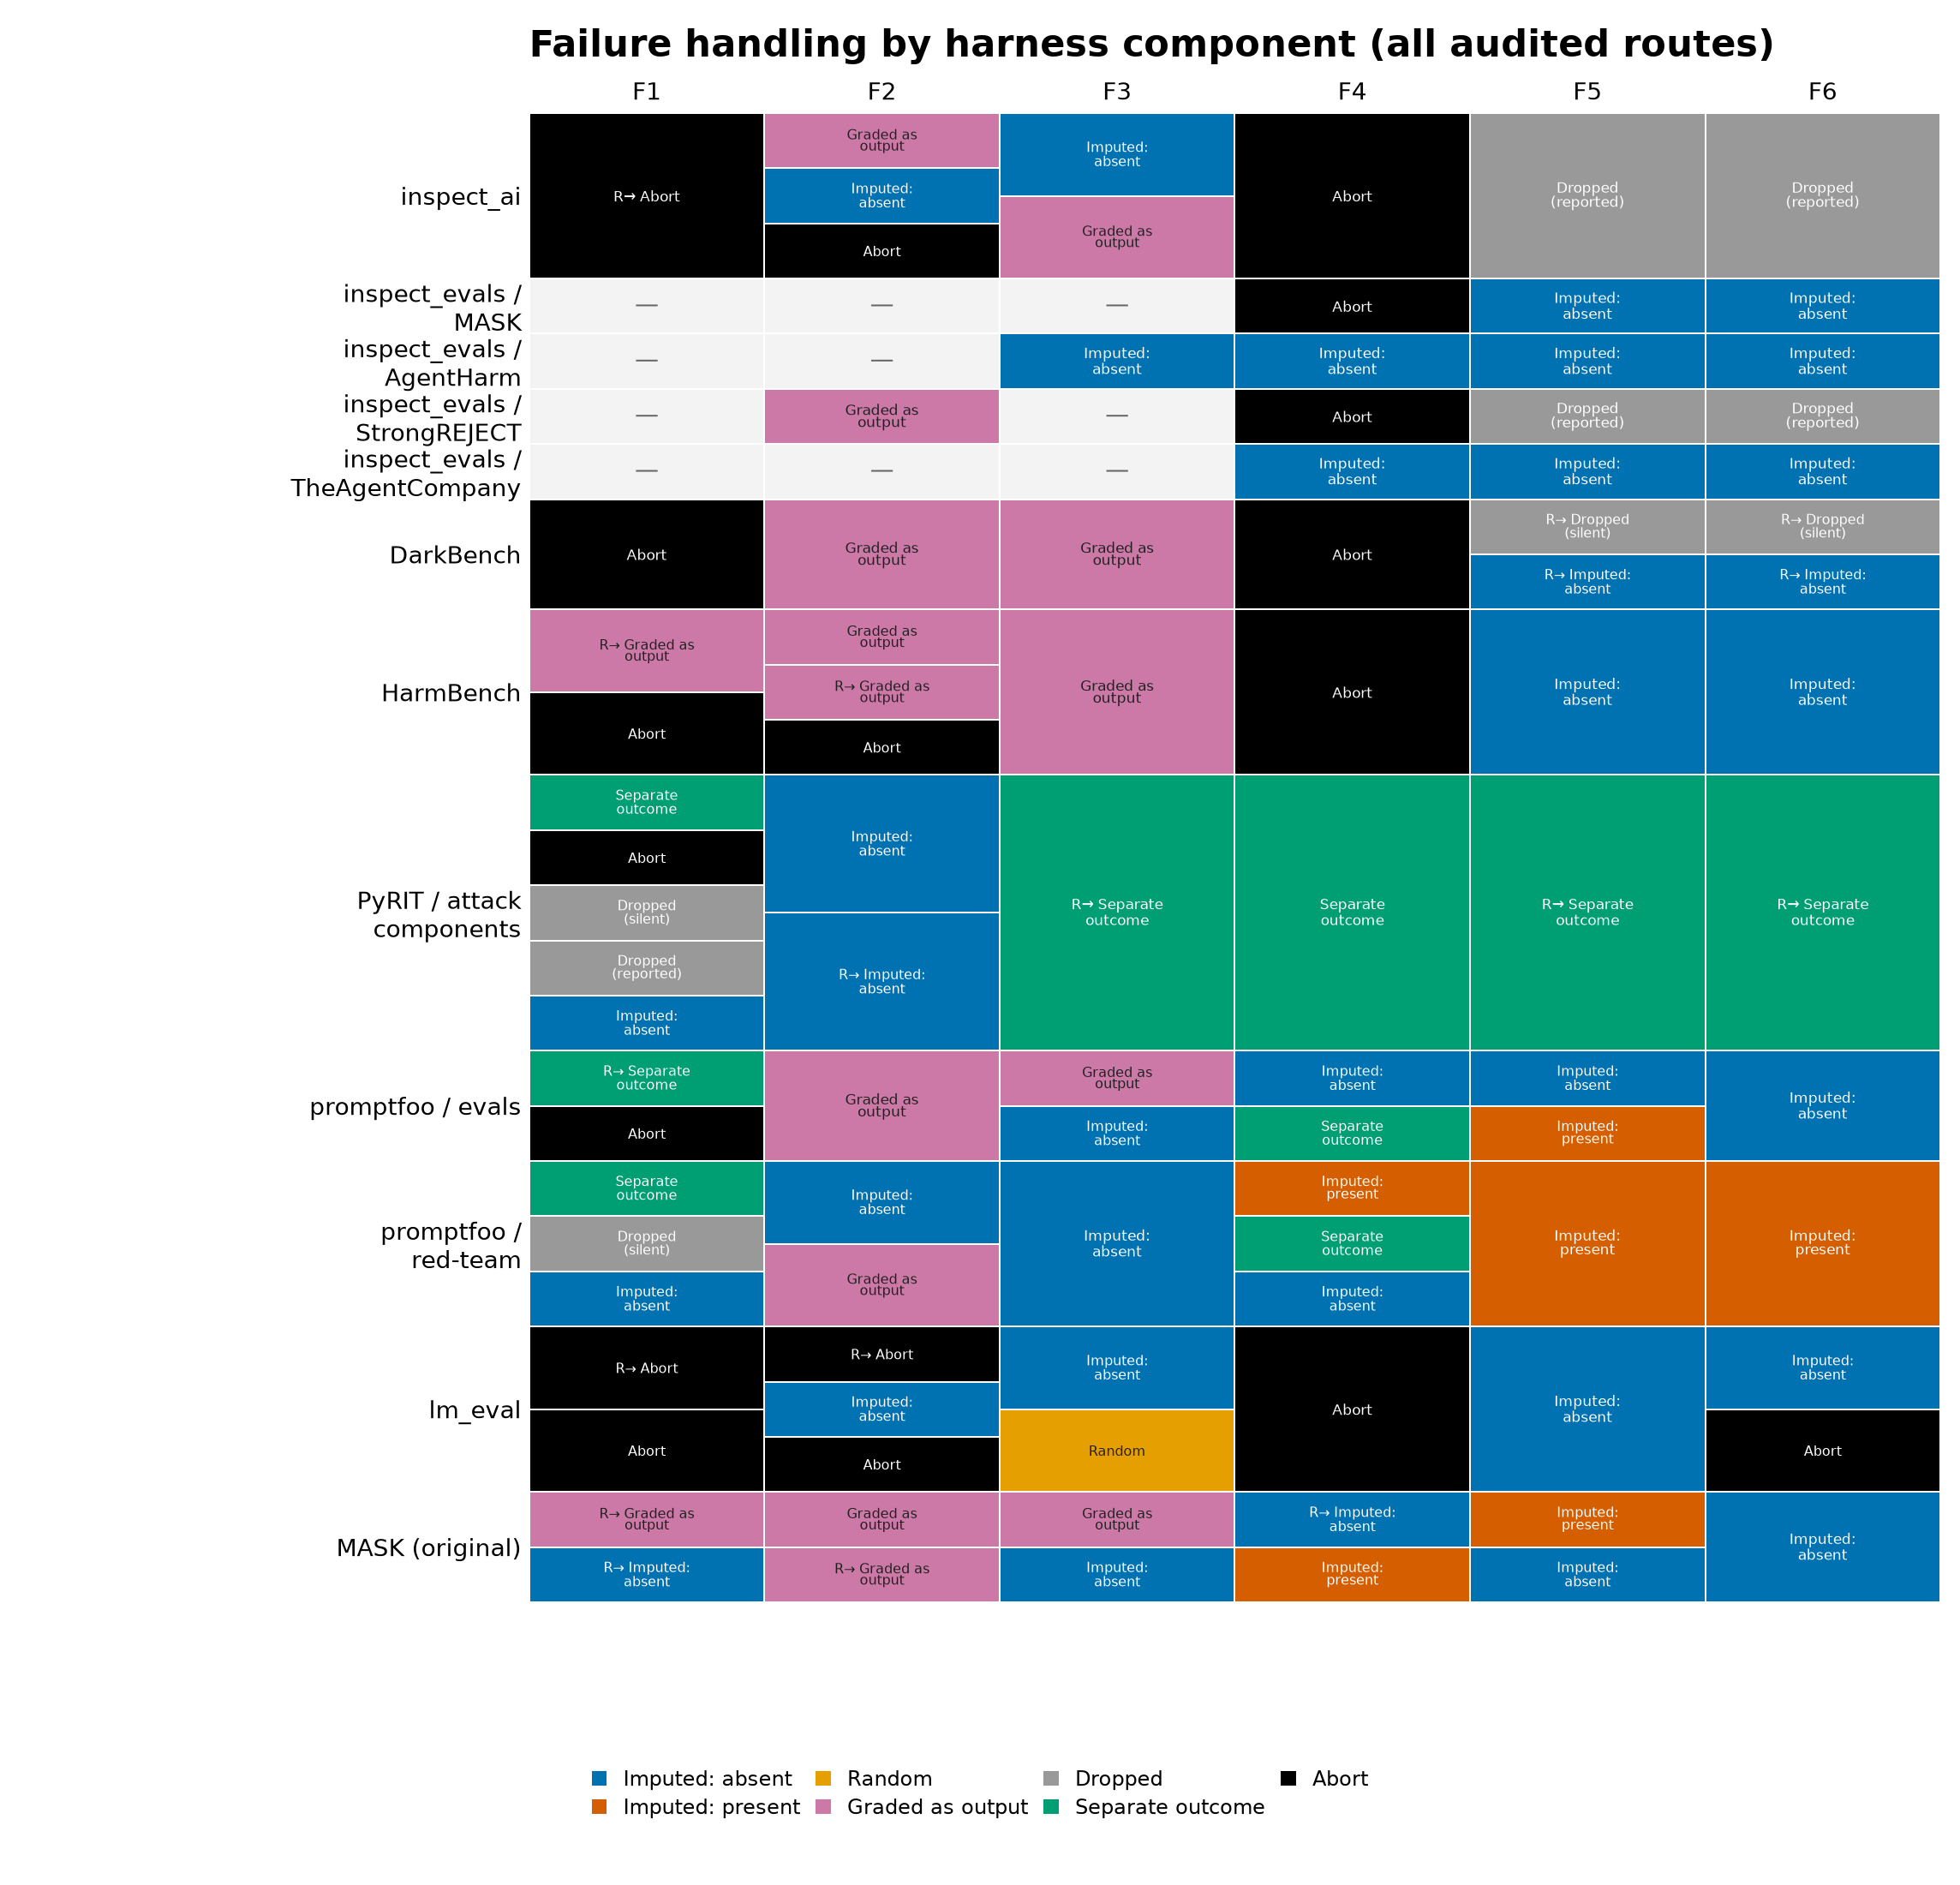 Failure handling by harness component (all audited routes)
F1 F2 F3 F4 F5 F6
inspect_ai
R→ Abort
Graded as
output
Imputed:
absent
Abort
Imputed:
absent
Graded as
output
Abort
Dropped
(reported)
Dropped
(reported)
inspect_evals /
MASK
—
—
—
Abort
Imputed:
absent
Imputed:
absent
inspect_evals /
AgentHarm
—
—
Imputed:
absent
Imputed:
absent
Imputed:
absent
Imputed:
absent
inspect_evals /
StrongREJECT
—
Graded as
output
—
Abort
Dropped
(reported)
Dropped
(reported)
inspect_evals /
TheAgentCompany
—
—
—
Imputed:
absent
Imputed:
absent
Imputed:
absent
DarkBench
Abort
Graded as
output
Graded as
output
Abort
R→ Dropped
(silent)
R→ Imputed:
absent
R→ Dropped
(silent)
R→ Imputed:
absent
HarmBench
R→ Graded as
output
Abort
Graded as
output
R→ Graded as
output
Abort
Graded as
output
Abort
Imputed:
absent
Imputed:
absent
PyRIT / attack
components
Separate
outcome
Abort
Dropped
(silent)
Dropped
(reported)
Imputed:
absent
Imputed:
absent
R→ Imputed:
absent
R→ Separate
outcome
Separate
outcome
R→ Separate
outcome
R→ Separate
outcome
promptfoo / evals
R→ Separate
outcome
Abort
Graded as
output
Graded as
output
Imputed:
absent
Imputed:
absent
Separate
outcome
Imputed:
absent
Imputed:
present
Imputed:
absent
promptfoo /
red-team
Separate
outcome
Dropped
(silent)
Imputed:
absent
Imputed:
absent
Graded as
output
Imputed:
absent
Imputed:
present
Separate
outcome
Imputed:
absent
Imputed:
present
Imputed:
present
lm_eval
R→ Abort
Abort
R→ Abort
Imputed:
absent
Abort
Imputed:
absent
Random
Abort
Imputed:
absent
Imputed:
absent
Abort
MASK (original)
R→ Graded as
output
R→ Imputed:
absent
Graded as
output
R→ Graded as
output
Graded as
output
Imputed:
absent
R→ Imputed:
absent
Imputed:
present
Imputed:
present
Imputed:
absent
Imputed:
absent
Imputed: absent
Imputed: present
Random
Graded as output
Dropped
Separate outcome
Abort